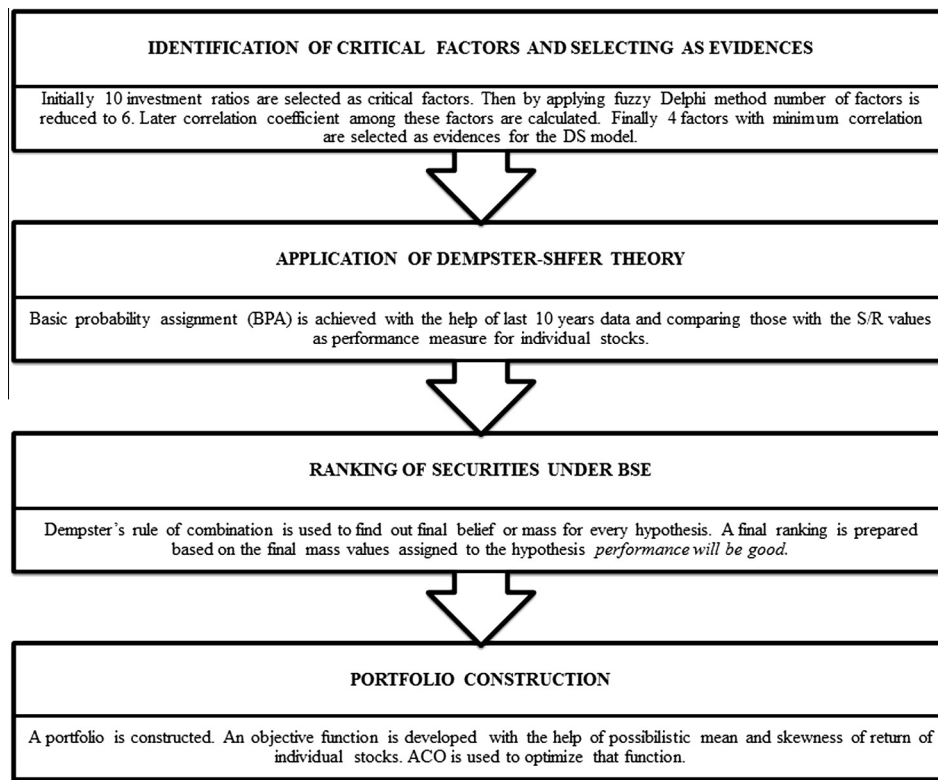 IDENTIFICATION OF CRITICAL FACTORS AND SELECTING AS EVIDENCES
Initially 10 investment ratios are selected as critical factors. Then by applying fuzzy Delphi method number of factors is
reduced to 6. Later correlation coefficient among these factors are calculated. Finally 4 factors with minimum correlation
are selected as evidences for the DS model.
APPLICATION OF DEMPSTER-SHFER THEORY
Basic probability assignment (BPA) is achieved with the help of last 10 years data and comparing those with the S/R values
as performance measure for individual stocks.
RANKING OF SECURITIES UNDER BSE
Dempster's rule of combination is used to find out final belief or mass for every hypothesis. A final ranking is prepared
based on the final mass values assigned to the hypothesis performance will be good.
PORTFOLIO CONSTRUCTION
A portfolio is constructed. An objective function is developed with the help of possibilistic mean and skewness of return of
individual stocks. ACO is used to optimize that function.